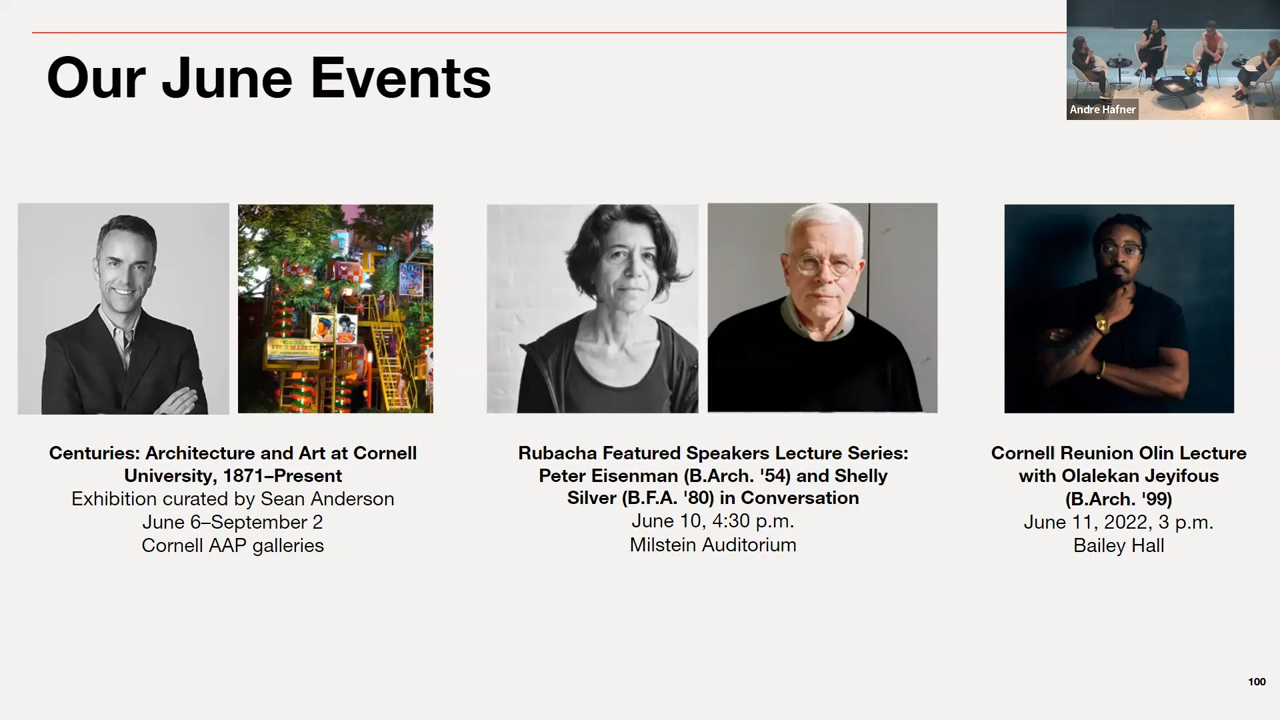 Our June Events
Andre Hafner
Centuries: Architecture and Art at Cornell
University, 1871–Present
Exhibition curated by Sean Anderson
June 6–September 2
Cornell AAP galleries
Rubacha Featured Speakers Lecture Series:
Peter Eisenman (B.Arch. '54) and Shelly
Silver (B.F.A. '80) in Conversation
June 10, 4:30 p.m.
Milstein Auditorium
Cornell Reunion Olin Lecture
with Olalekan Jeyifous
(B.Arch. '99)
June 11, 2022, 3 p.m.
Bailey Hall
100